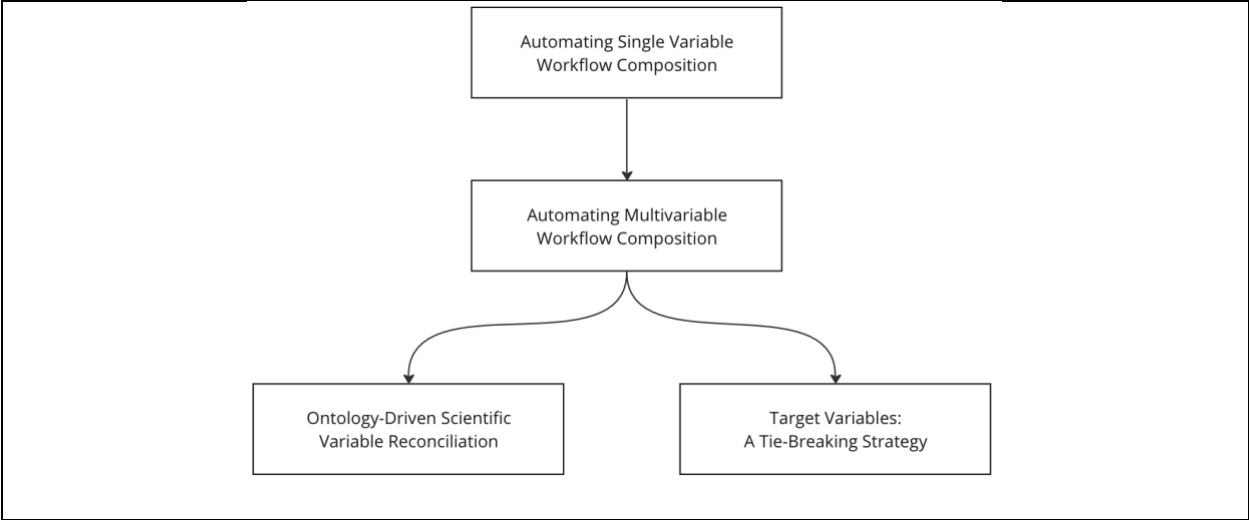 Automating Single Variable
Workflow Composition
Automating Multivariable
Workflow Composition
Ontology-Driven Scientific
Variable Reconciliation
Target Variables:
A Tie-Breaking Strategy